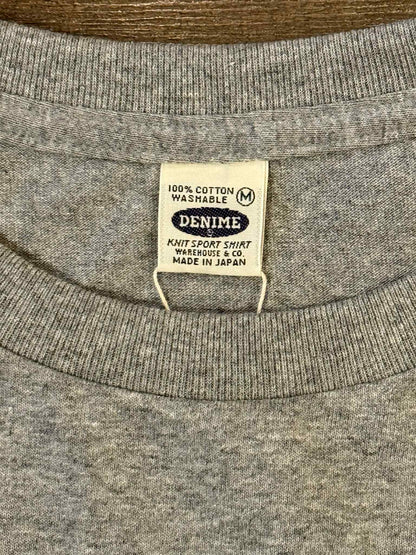 100% COTTON
WASHABLE M
DENIME
KNIT SPORT SHIRT
WAREHOUSE & CO.
MADE IN JAPAN